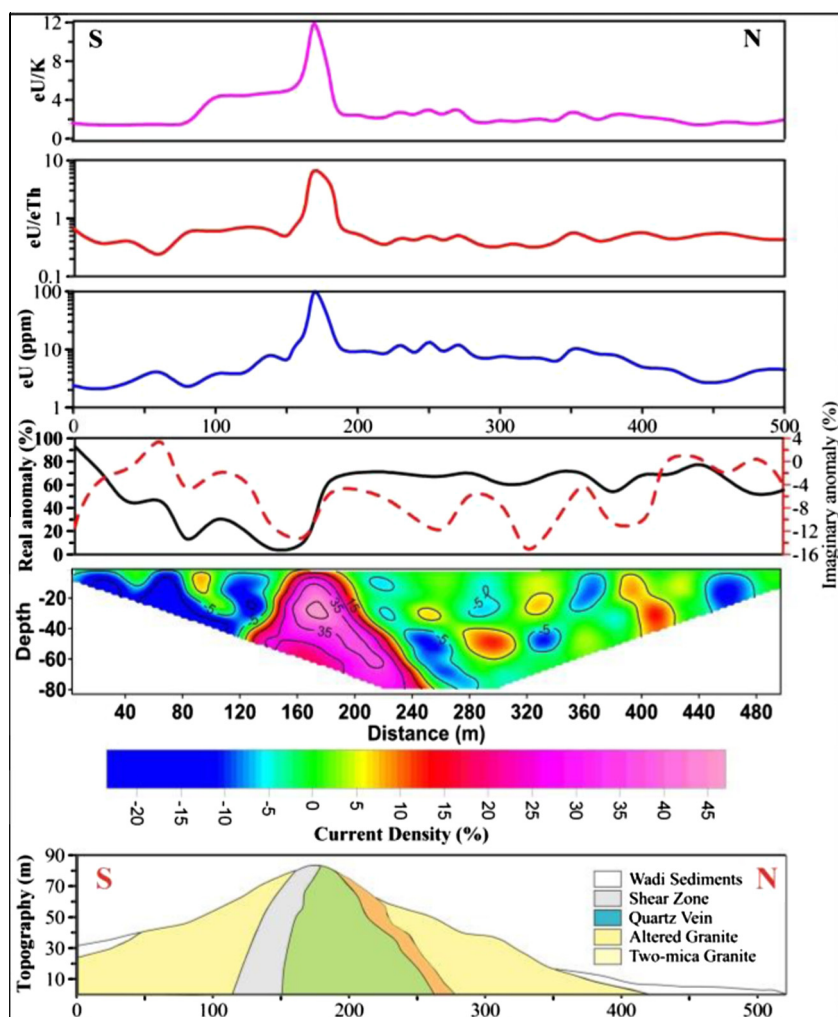 S
N
eU/K
12
8
4
0
eU/eTh
10
1
0.1
eU (ppm)
100
10
1
0 100 200 300 400 500
Real anomaly (%)
100
80
60
40
20
0
Imaginary anomaly (%)
4
0
-4
-8
-12
-16
Depth
-20
-40
-60
-80
-5
-5
35
15
35
-5
-5
0
-5
40 80 120 160 200 240 280 320 360 400 440 480
Distance (m)
-20 -15 -10 -5 0 5 10 15 20 25 30 35 40 45
Current Density (%)
Topography (m)
90
70
50
30
10
S
N
Wadi Sediments
Shear Zone
Quartz Vein
Altered Granite
Two-mica Granite
0 100 200 300 400 500